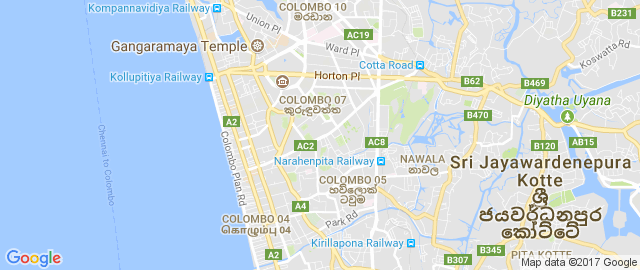 Kompannavidiya Railway
COLOMBO 10
මරදාන
Union Pl
AC19
Ward Pl
B231
Koswatta Rd
Gangaramaya Temple
Cotta Road
Kollupitiya Railway
Horton Pl
B62
B469
COLOMBO 07
කුරුඳුවත්ත
Diyatha Uyana
A2
B470
Chennai to Colombo
Colombo Plan Rd
AC2
AC8
B120
AB15
Narahenpita Railway
NAWALA
නාවල
Sri Jayawardenepura
Kotte
ශ්‍රී
ජයවර්ධනපුර
කෝට්ටේ
COLOMBO 05
හව්ලොක්
ටවුම
A4
COLOMBO 04
கொழும்பு 04
Park Rd
Kirillapona Railway
A2
B307
B345
PITA KOTTE
Google
Map data ©2017 Google